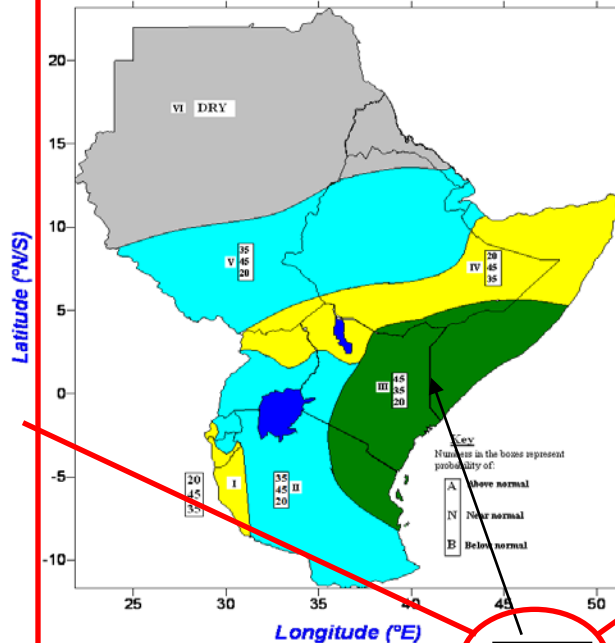 20
15
10
5
0
-5
-10
Latitude (°N/S)
VI DRY
V
35
45
20
IV
20
45
35
III
45
35
20
I
20
45
35
II
35
45
20
Key
Numbers in the boxes represent
probability of:
A Above normal
N Near normal
B Below normal
25 30 35 40 45 50
Longitude (°E)